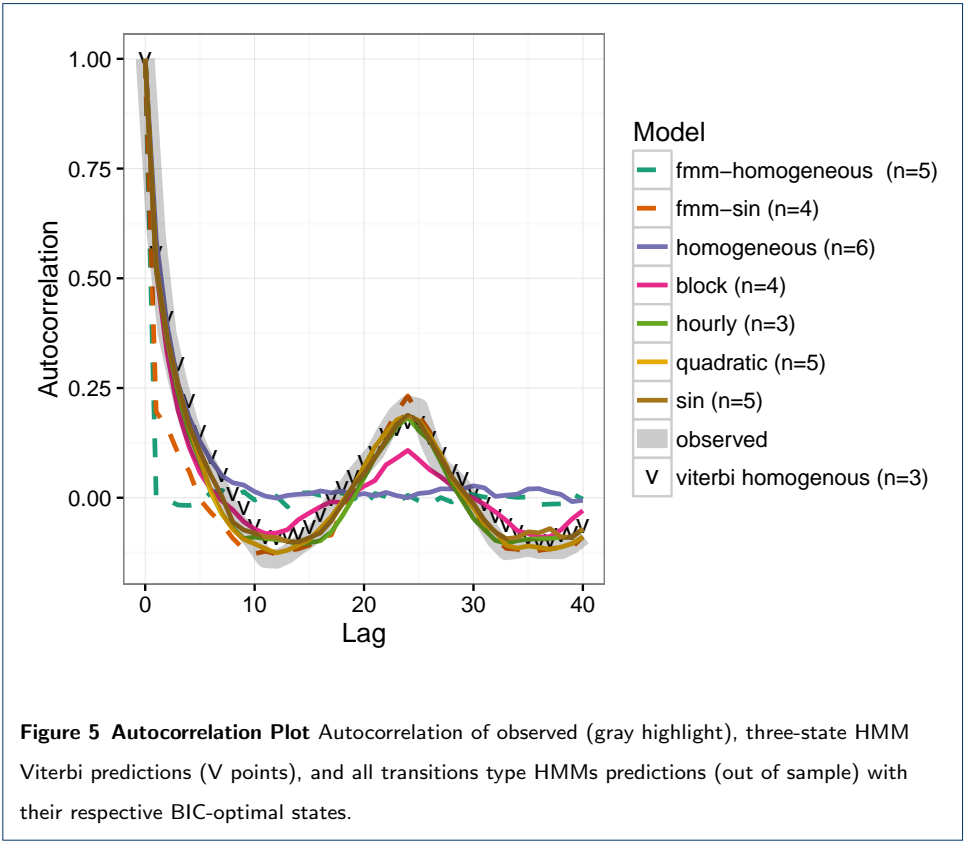 1.00
0.75
0.50
0.25
0.00
Autocorrelation
0 10 20 30 40
Lag
Model
fmm−homogeneous (n=5)
fmm−sin (n=4)
homogeneous (n=6)
block (n=4)
hourly (n=3)
quadratic (n=5)
sin (n=5)
observed
V viterbi homogenous (n=3)
Figure 5 Autocorrelation Plot Autocorrelation of observed (gray highlight), three-state HMM
Viterbi predictions (V points), and all transitions type HMMs predictions (out of sample) with
their respective BIC-optimal states.